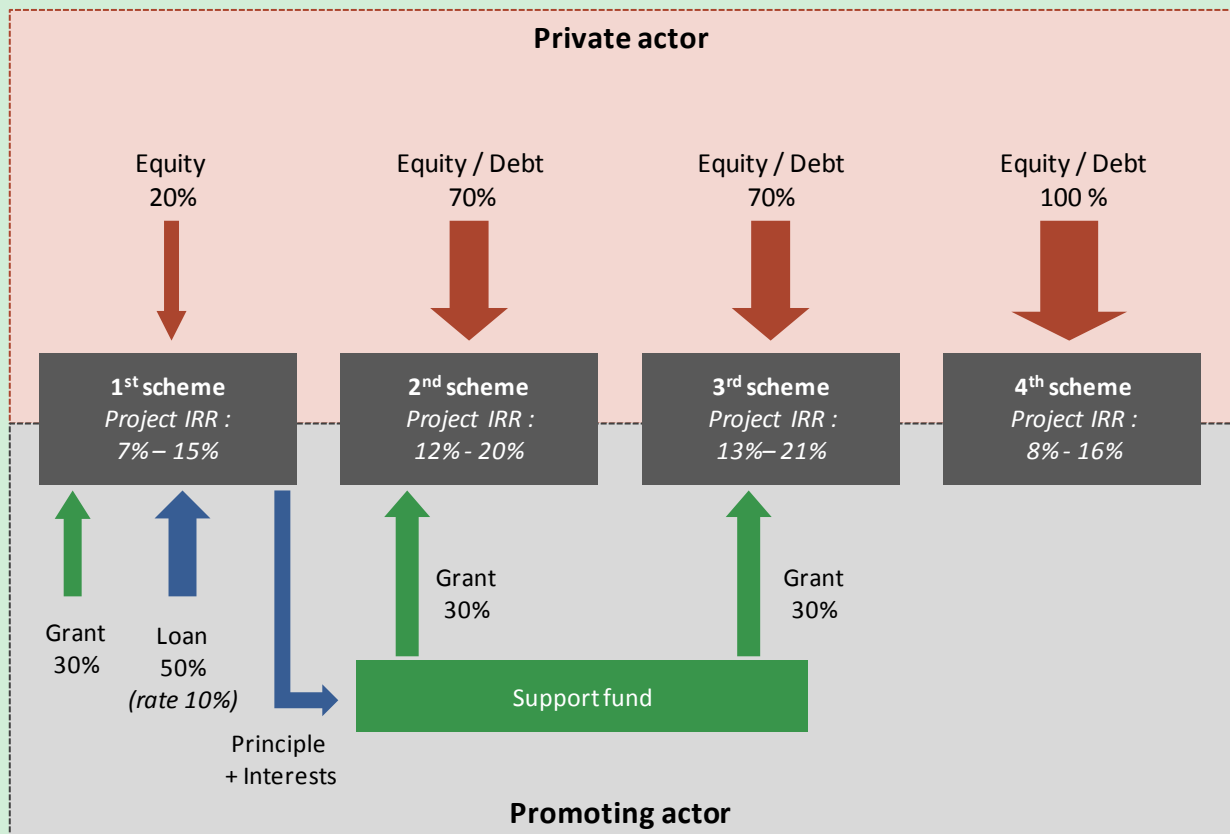 Private actor
Equity
20%
Equity / Debt
70%
Equity / Debt
70%
Equity / Debt
100 %
1st scheme
Project IRR :
7% – 15%
2nd scheme
Project IRR :
12% - 20%
3rd scheme
Project IRR :
13%– 21%
4th scheme
Project IRR :
8% - 16%
Grant
30%
Loan
50%
(rate 10%)
Principle
+ Interests
Grant
30%
Grant
30%
Support fund
Promoting actor